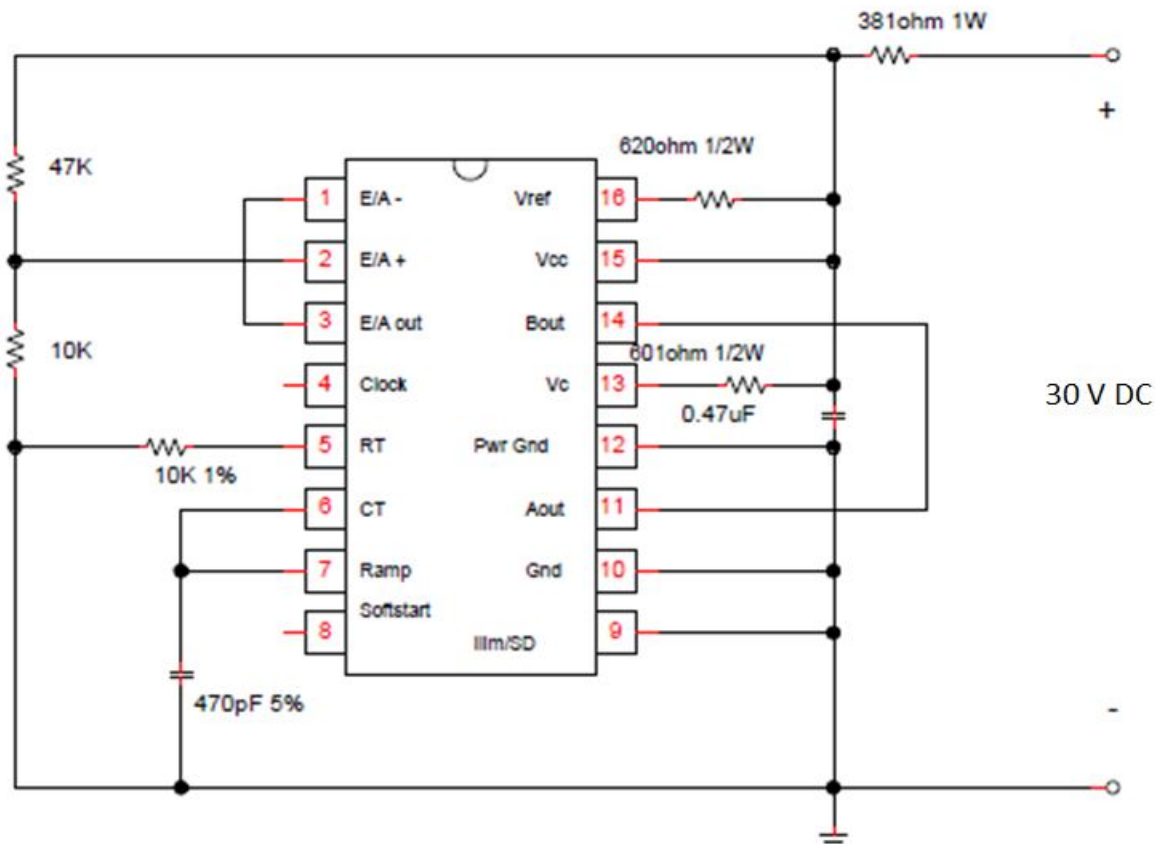 381ohm 1W
+
47K
620ohm 1/2W
1 E/A - Vref 16
2 E/A + Vcc 15
3 E/A out Bout 14
10K
601ohm 1/2W
4 Clock Vc 13
0.47uF
30 V DC
5 RT Pwr Gnd 12
10K 1%
6 CT Aout 11
7 Ramp Gnd 10
Softstart
8 IIIm/SD 9
470pF 5%
-